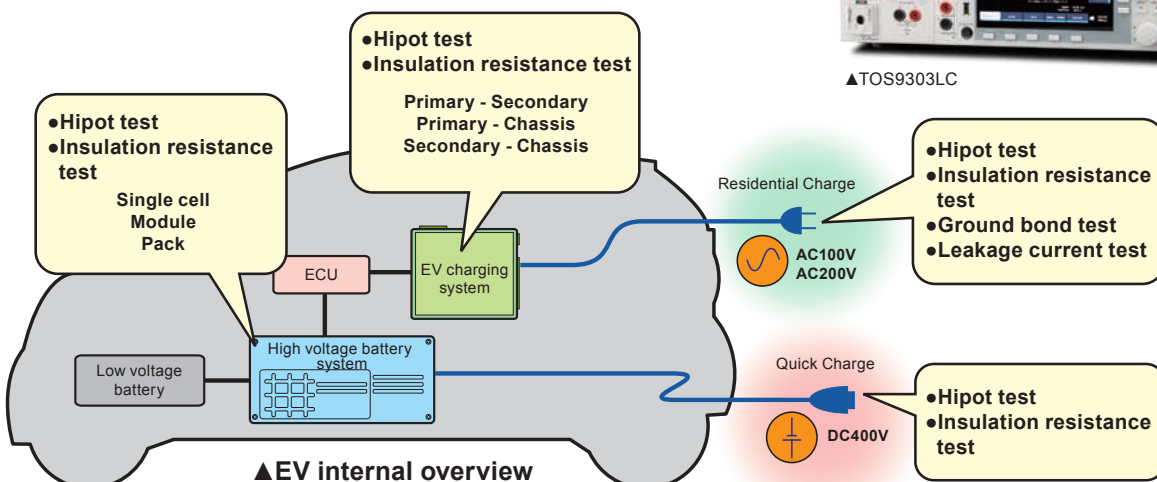 ●Hipot test
●Insulation resistance test
Primary - Secondary
Primary - Chassis
Secondary - Chassis
▲TOS9303LC
●Hipot test
●Insulation resistance
test
Single cell
Module
Pack
Residential Charge
AC100V
AC200V
●Hipot test
●Insulation resistance
test
●Ground bond test
●Leakage current test
ECU
EV charging
system
High voltage battery
system
Low voltage
battery
Quick Charge
DC400V
●Hipot test
●Insulation resistance
test
▲EV internal overview